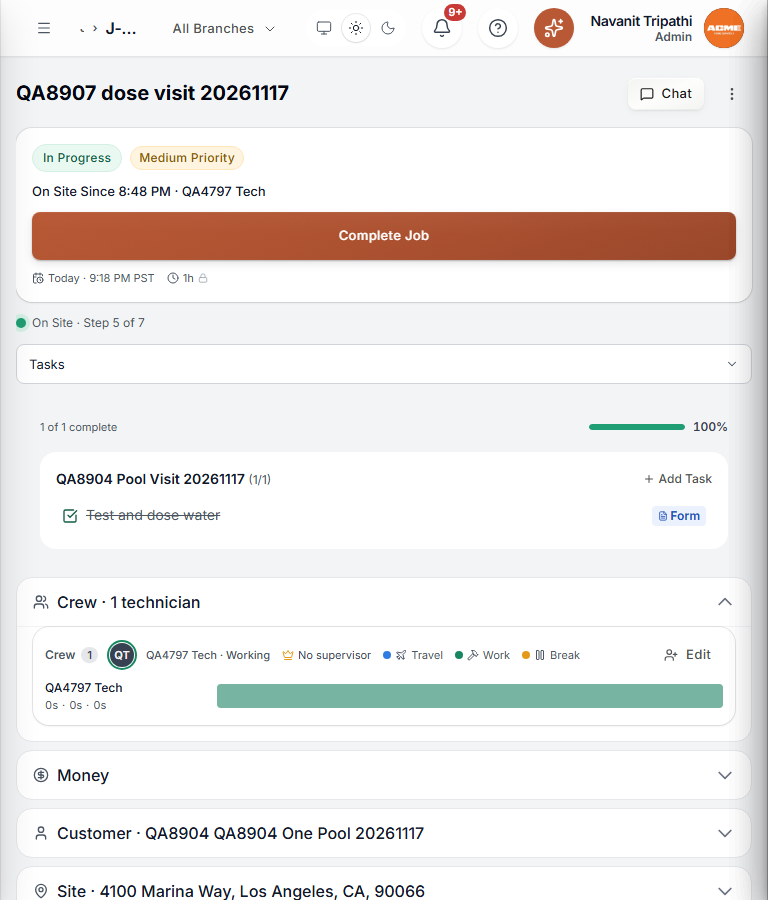 J-...
All Branches
9+
Navanit Tripathi
Admin
ACME
QA8907 dose visit 20261117
Chat
In Progress
Medium Priority
On Site Since 8:48 PM · QA4797 Tech
Complete Job
Today · 9:18 PM PST
1h
On Site · Step 5 of 7
Tasks
1 of 1 complete
100%
QA8904 Pool Visit 20261117 (1/1)
+ Add Task
Test and dose water
Form
Crew · 1 technician
Crew 1 QT QA4797 Tech · Working No supervisor Travel Work Break Edit
QA4797 Tech
0s · 0s · 0s
Money
Customer · QA8904 QA8904 One Pool 20261117
Site · 4100 Marina Way, Los Angeles, CA, 90066